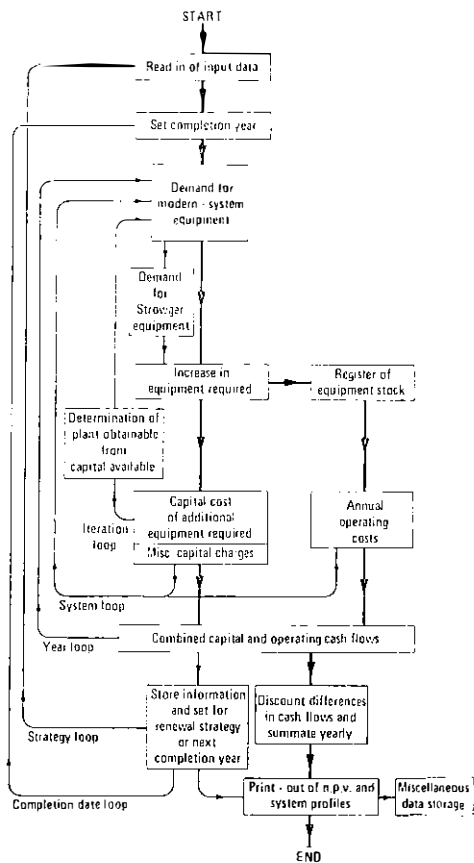 START
Read in of input data
Set completion year
Demand for
modern - system
equipment
Demand
for
Strowger
equipment
Increase in
equipment required
Register of
equipment stock
Determination of
plant obtainable
from
capital available
Capital cost
of additional
equipment required
Misc. capital charges
Annual
operating
costs
Iteration
loop
System loop
Combined capital and operating cash flows
Year loop
Store information
and set for
renewal strategy
or next
completion year
Discount differences
in cash flows and
summate yearly
Strategy loop
Print - out of n.p.v. and
system profiles
Miscellaneous
data storage
Completion date loop
END